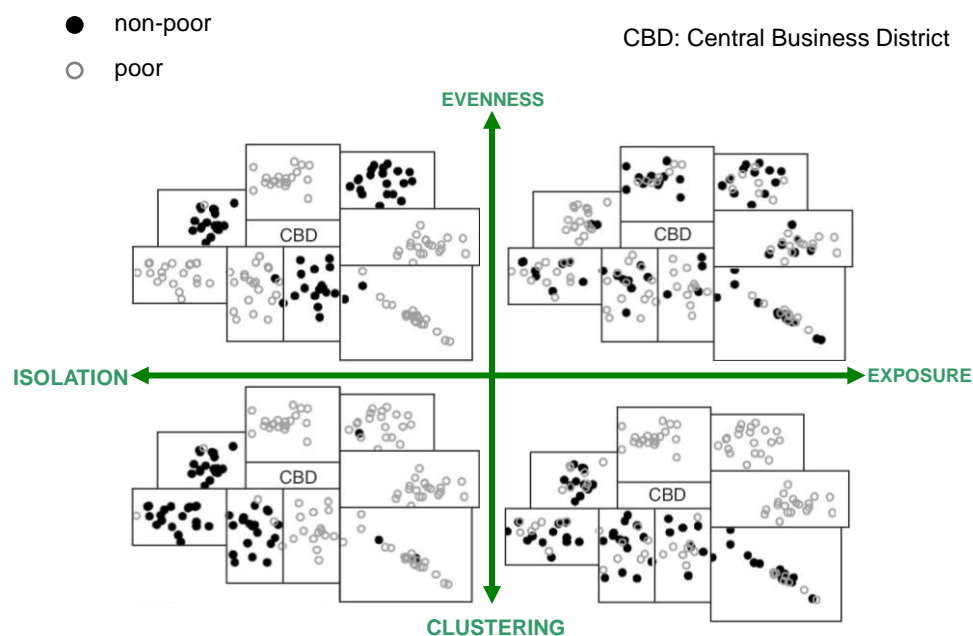 non-poor
CBD: Central Business District
poor
EVENNESS
CBD
CBD
ISOLATION
EXPOSURE
CBD
CBD
CLUSTERING